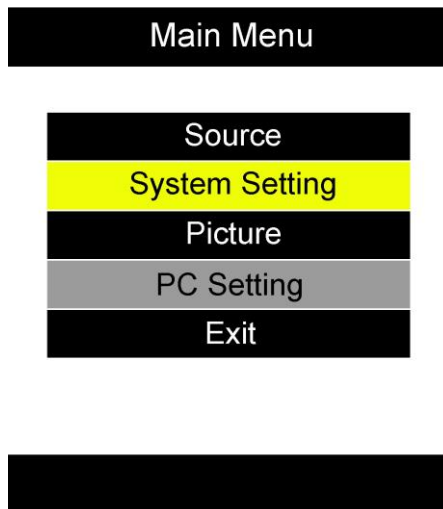 Main Menu
Source
System Setting
Picture
PC Setting
Exit